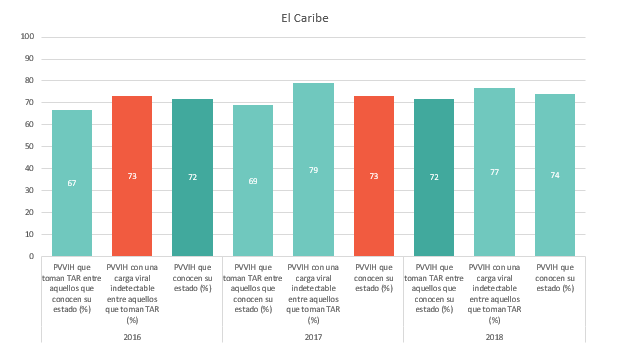 El Caribe
100
90
80
70
60
50
40
30
20
10
0
67
73
72
69
79
73
72
77
74
PVVIH que
toman TAR entre
aquellos que
conocen su
estado (%)
PVVIH con una
carga viral
indetectable
entre aquellos
que toman TAR
(%)
PVVIH que
conocen su
estado (%)
PVVIH que
toman TAR entre
aquellos que
conocen su
estado (%)
PVVIH con una
carga viral
indetectable
entre aquellos
que toman TAR
(%)
PVVIH que
conocen su
estado (%)
PVVIH que
toman TAR entre
aquellos que
conocen su
estado (%)
PVVIH con una
carga viral
indetectable
entre aquellos
que toman TAR
(%)
PVVIH que
conocen su
estado (%)
2016
2017
2018